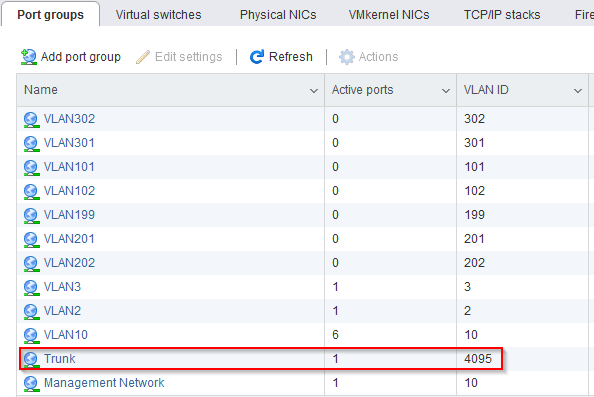 Port groups Virtual switches Physical NICs VMkernel NICs TCP/IP stacks Fire
Add port group Edit settings Refresh Actions
Name Active ports VLAN ID
VLAN302 0 302
VLAN301 0 301
VLAN101 0 101
VLAN102 0 102
VLAN199 0 199
VLAN201 0 201
VLAN202 0 202
VLAN3 1 3
VLAN2 1 2
VLAN10 6 10
Trunk 1 4095
Management Network 1 10